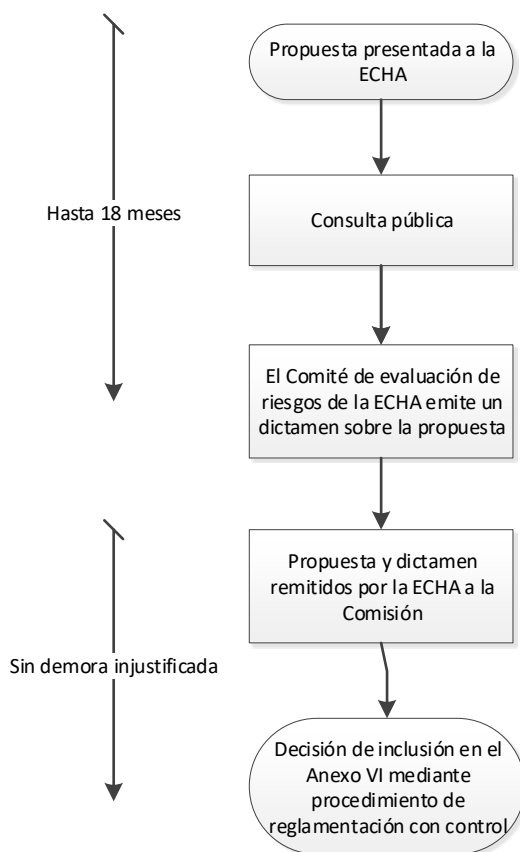 Propuesta presentada a la
ECHA
Hasta 18 meses
Consulta pública
El Comité de evaluación de
riesgos de la ECHA emite un
dictamen sobre la propuesta
Propuesta y dictamen
remitidos por la ECHA a la
Comisión
Sin demora injustificada
Decisión de inclusión en el
Anexo VI mediante
procedimiento de
reglamentación con control